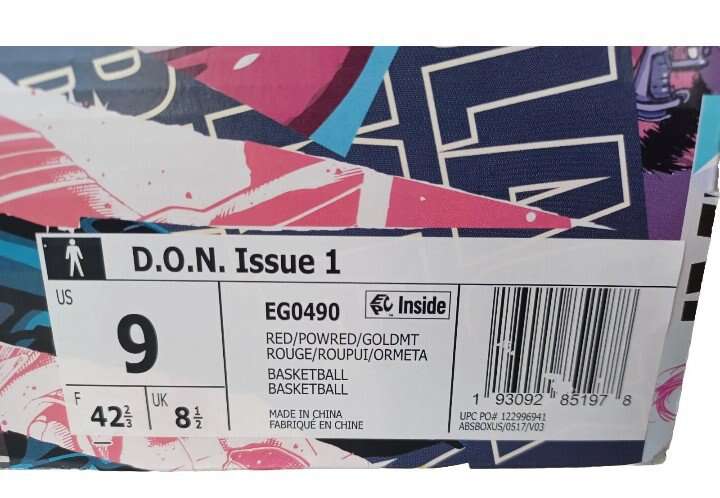 D.O.N. Issue 1
US
9
F
42⅔
UK
8½
EG0490
EC Inside
RED/POWRED/GOLDMT
ROUGE/ROUPUI/ORMETA
BASKETBALL
BASKETBALL
MADE IN CHINA
FABRIQUÉ EN CHINE
1 93092 85197 8
UPC PO# 122996941
ABSBOXUS/0517/V03